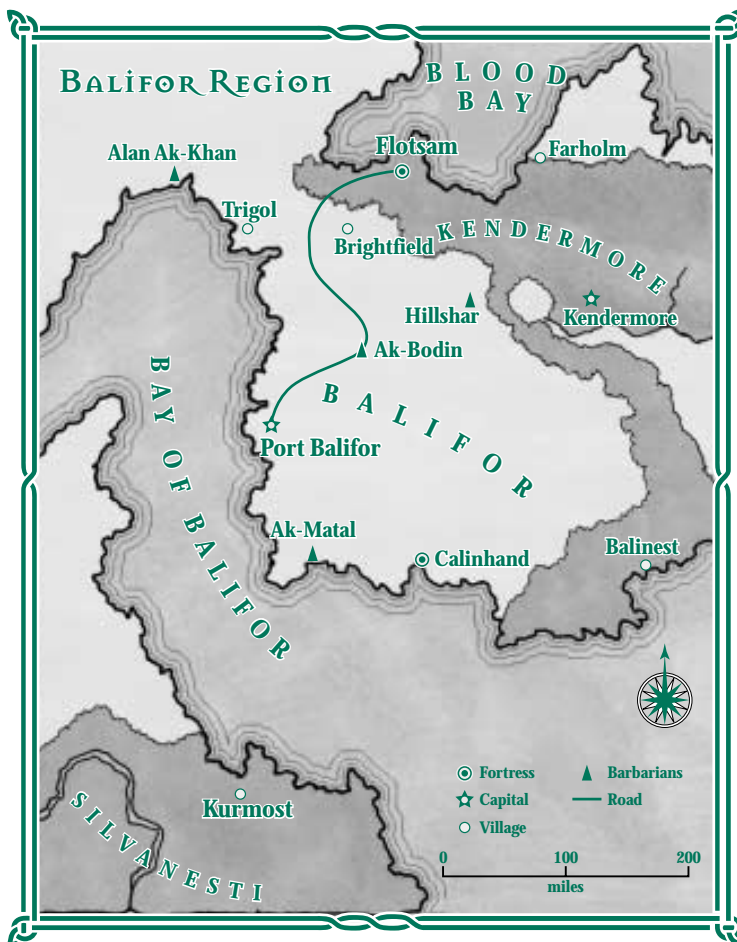 BALIFOR REGION
BLOOD
BAY
Alan Ak-Khan
Flotsam
Farholm
Trigol
Brightfield
KENDERMORE
Hillshar
Kendermore
Ak-Bodin
BAY OF BALIFOR
BALIFOR
Port Balifor
Ak-Matal
Calinhand
Balinest
Kurmost
SILVANESTI
Fortress
Barbarians
Capital
Road
Village
0 100 200
miles